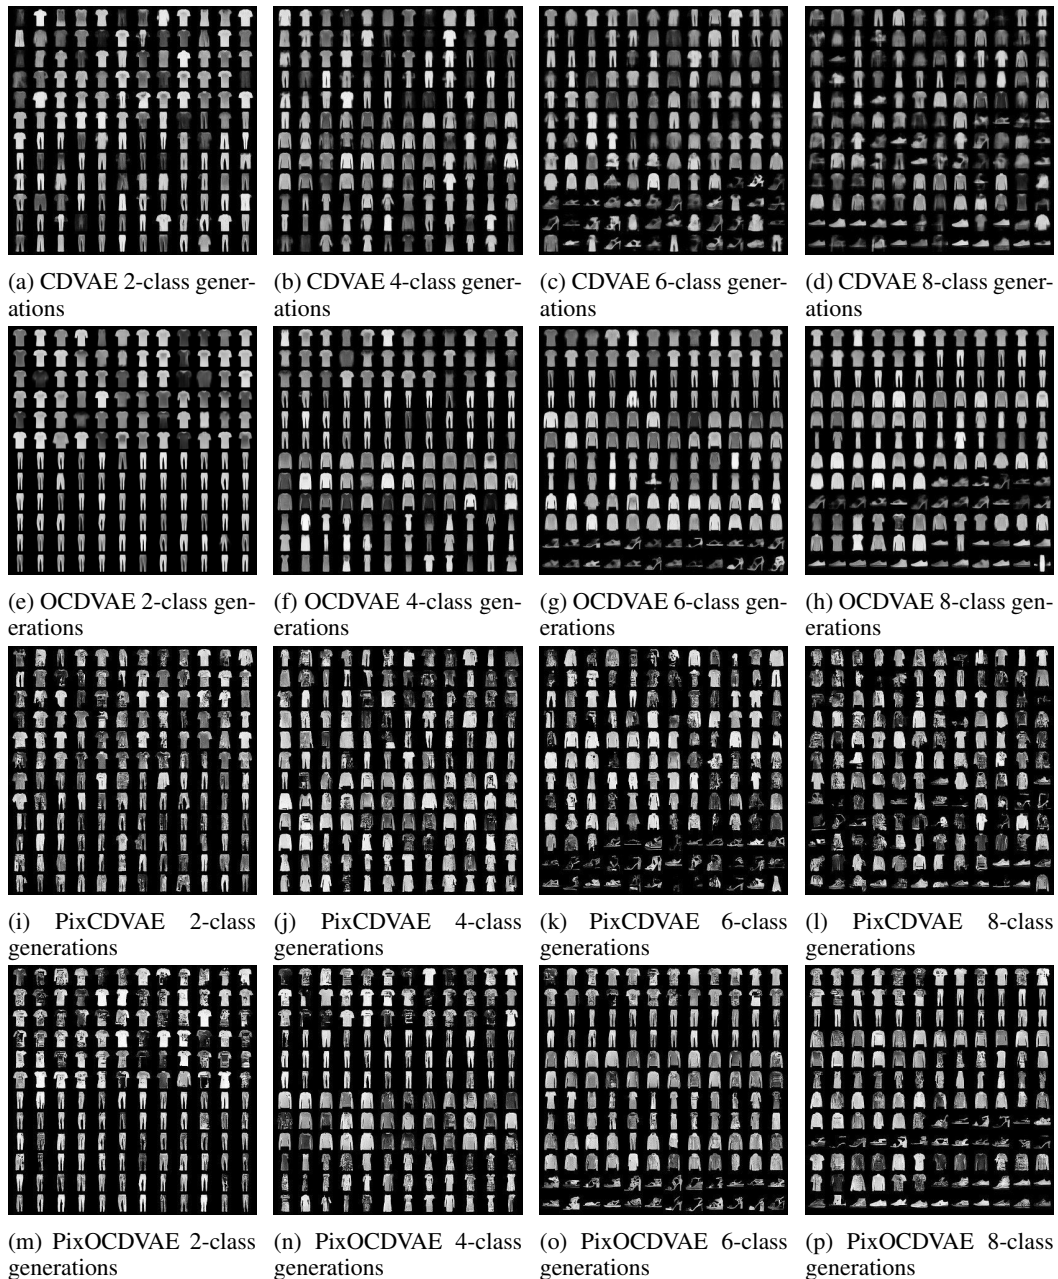 (a) CDVAE 2-class gener-
ations
(b) CDVAE 4-class gener-
ations
(c) CDVAE 6-class gener-
ations
(d) CDVAE 8-class gener-
ations
(e) OCDVAE 2-class gen-
erations
(f) OCDVAE 4-class gen-
erations
(g) OCDVAE 6-class gen-
erations
(h) OCDVAE 8-class gen-
erations
(i) PixCDVAE 2-class
generations
(j) PixCDVAE 4-class
generations
(k) PixCDVAE 6-class
generations
(l) PixCDVAE 8-class
generations
(m) PixOCDVAE 2-class
generations
(n) PixOCDVAE 4-class
generations
(o) PixOCDVAE 6-class
generations
(p) PixOCDVAE 8-class
generations